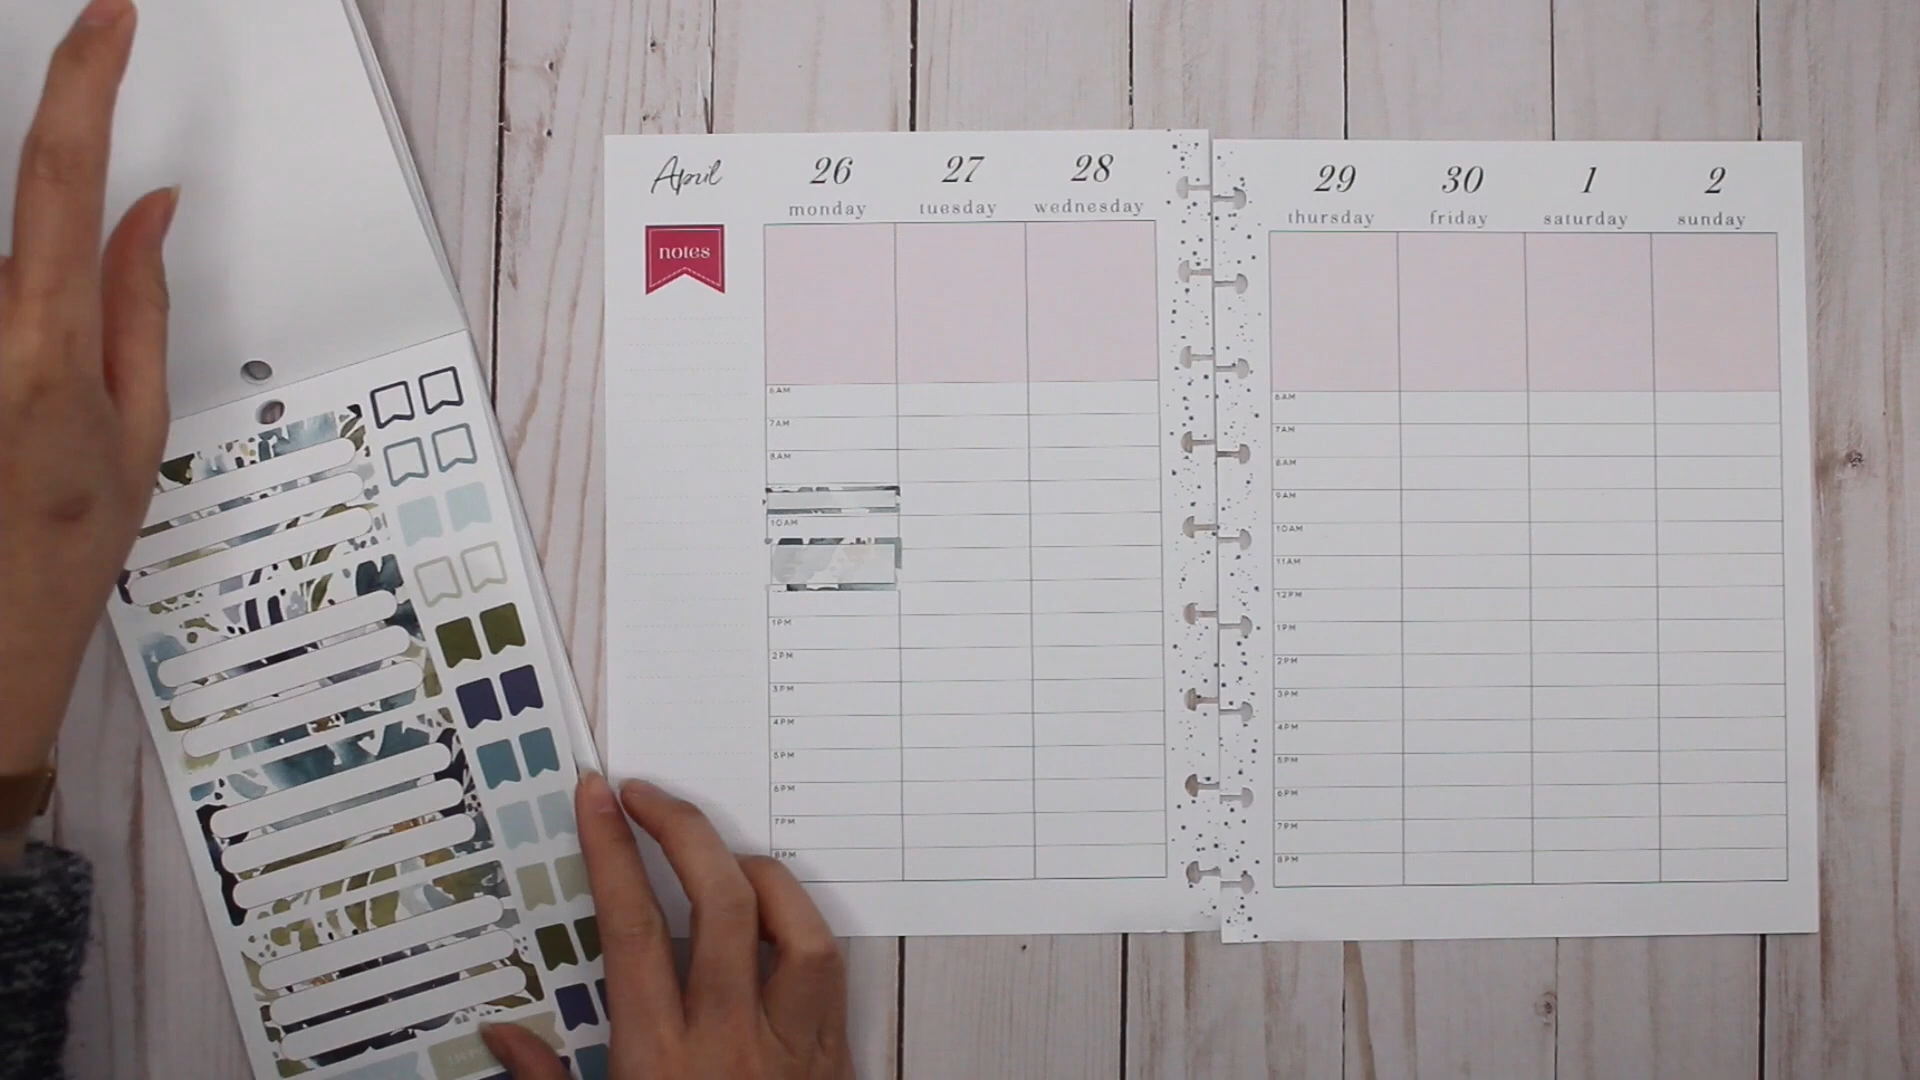 April
26
monday
27
tuesday
28
wednesday
29
thursday
30
friday
1
saturday
2
sunday
notes
6AM
7AM
8AM
10AM
1PM
2PM
3PM
4PM
5PM
6PM
7PM
8PM
6AM
7AM
8AM
9AM
10AM
11AM
12PM
1PM
2PM
3PM
4PM
5PM
6PM
7PM
8PM